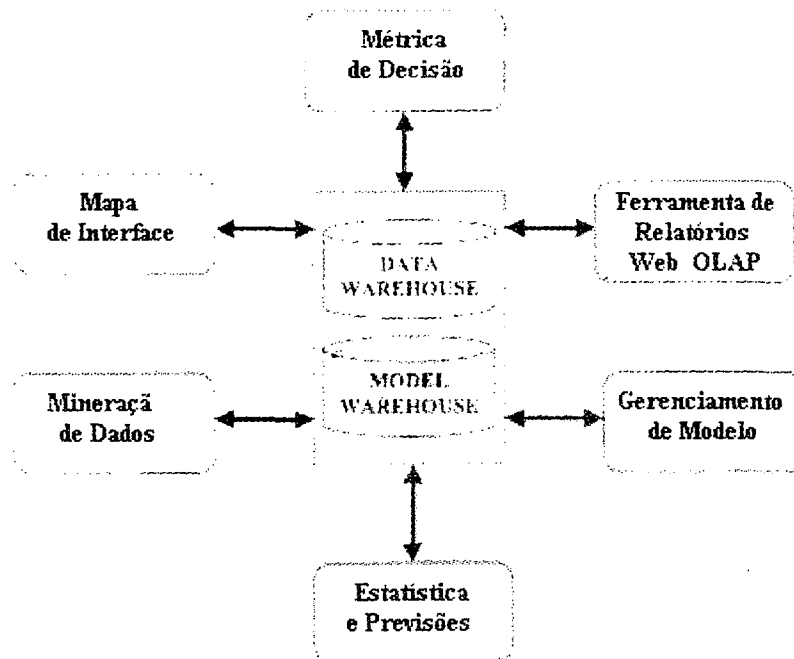 Métrica
de Decisão
Mapa
de Interface
Ferramenta de
Relatórios
Web OLAP
DATA
WAREHOUSE
MODEL
WAREHOUSE
Mineraçã
de Dados
Gerenciamento
de Modelo
Estatística
e Previsões